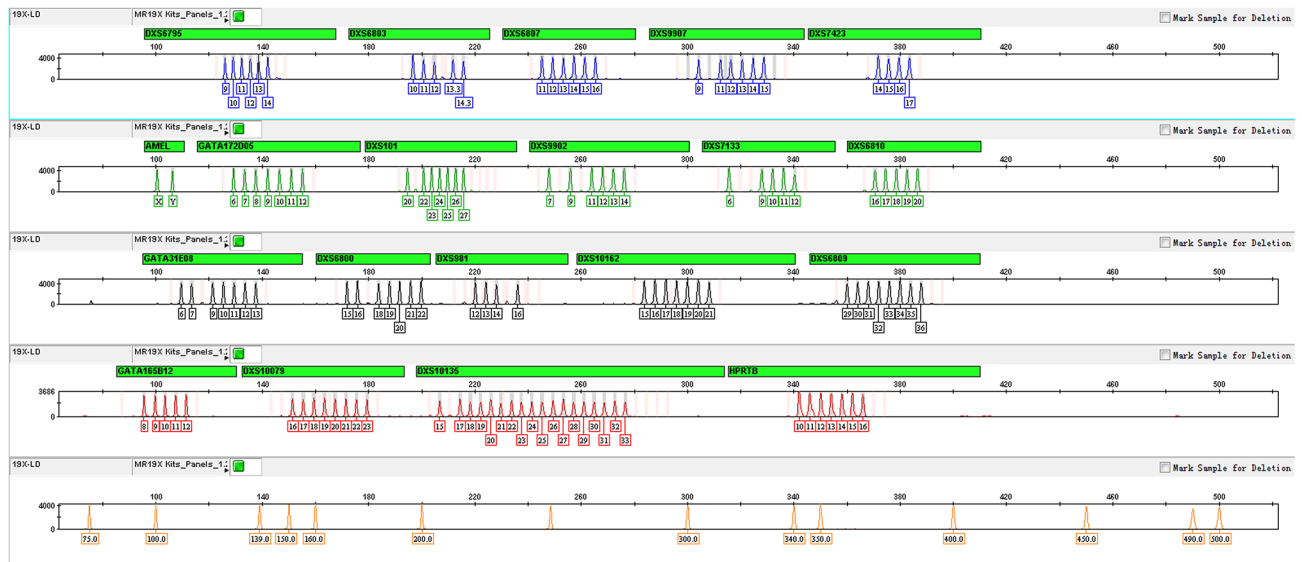 19X-LD MR19X Kits_Panels_1. Mark Sample for Deletion
DXS6795 DXS6803 DXS6807 DXS9907 DXS7423
100 140 180 220 260 300 340 380 420 460 500
4000
0
9 11 13 10 11 12 13.3 11 12 13 14 15 16 9 11 12 13 14 15 14 15 16
10 12 14 14.3 17
19X-LD MR19X Kits_Panels_1. Mark Sample for Deletion
AMEL GATA172D05 DXS101 DXS9902 DXS7133 DXS6810
100 140 180 220 260 300 340 380 420 460 500
4000
0
X Y 6 7 8 9 10 11 12 20 22 24 26 7 9 11 12 13 14 6 9 10 11 12 16 17 18 19 20
23 25 27
19X-LD MR19X Kits_Panels_1. Mark Sample for Deletion
GATA31E08 DXS6800 DXS981 DXS10162 DXS6809
100 140 180 220 260 300 340 380 420 460 500
4000
0
6 7 9 10 11 12 13 15 16 18 19 21 22 12 13 14 16 15 16 17 18 19 20 21 29 30 31 33 34 35
20 32 36
19X-LD MR19X Kits_Panels_1. Mark Sample for Deletion
GATA165B12 DXS10079 DXS10135 HPRTB
100 140 180 220 260 300 340 380 420 460 500
3686
0
8 9 10 11 12 16 17 18 19 20 21 22 23 15 17 18 19 21 22 24 26 28 30 32 10 11 12 13 14 15 16
20 23 25 27 29 31 33
19X-LD MR19X Kits_Panels_1. Mark Sample for Deletion
100 140 180 220 260 300 340 380 420 460 500
4000
0
75.0 100.0 139.0 150.0 160.0 200.0 300.0 340.0 350.0 400.0 450.0 490.0 500.0